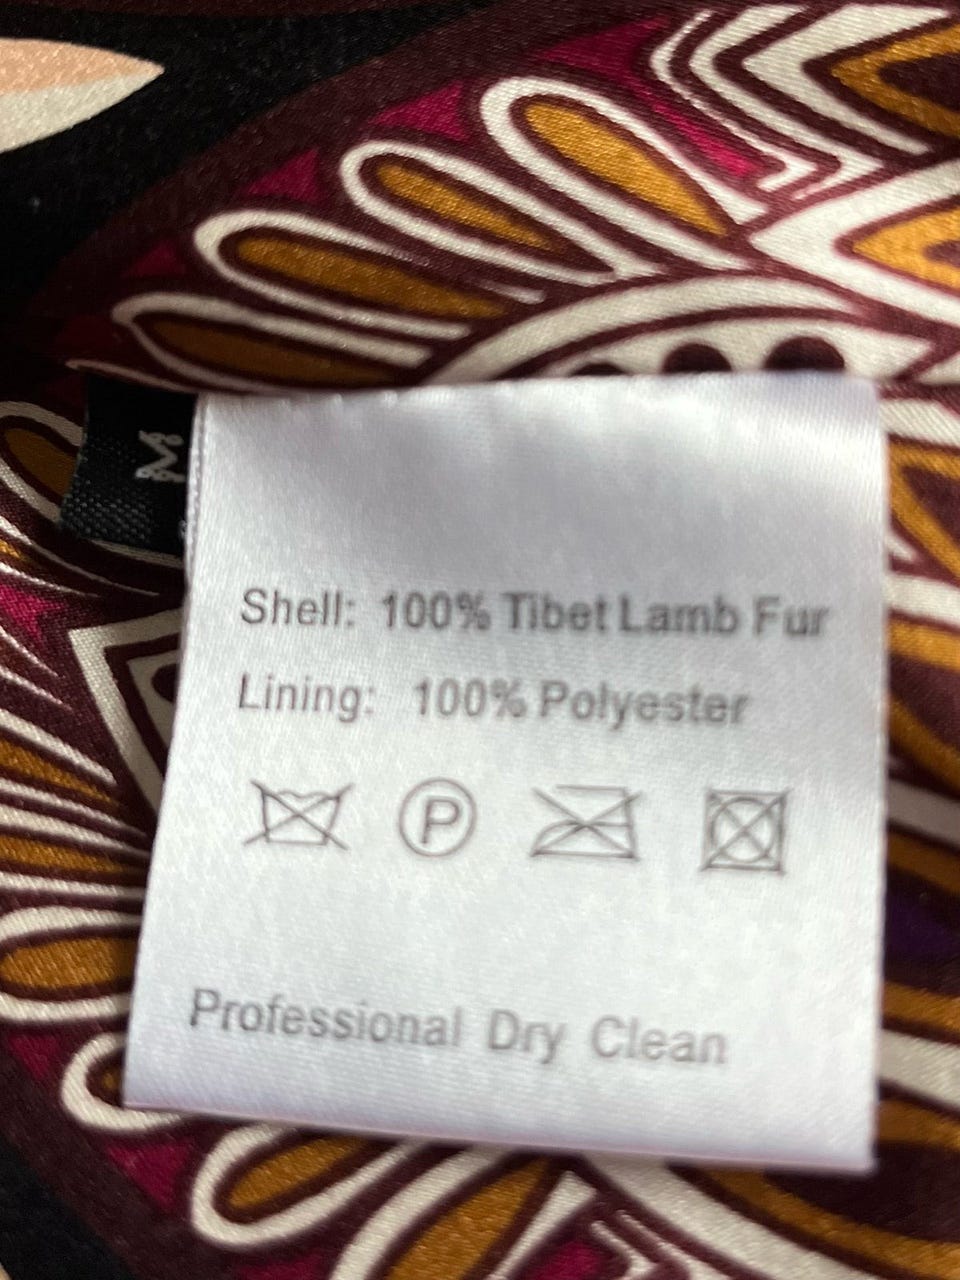 M
Shell: 100% Tibet Lamb Fur
Lining: 100% Polyester
P
Professional Dry Clean